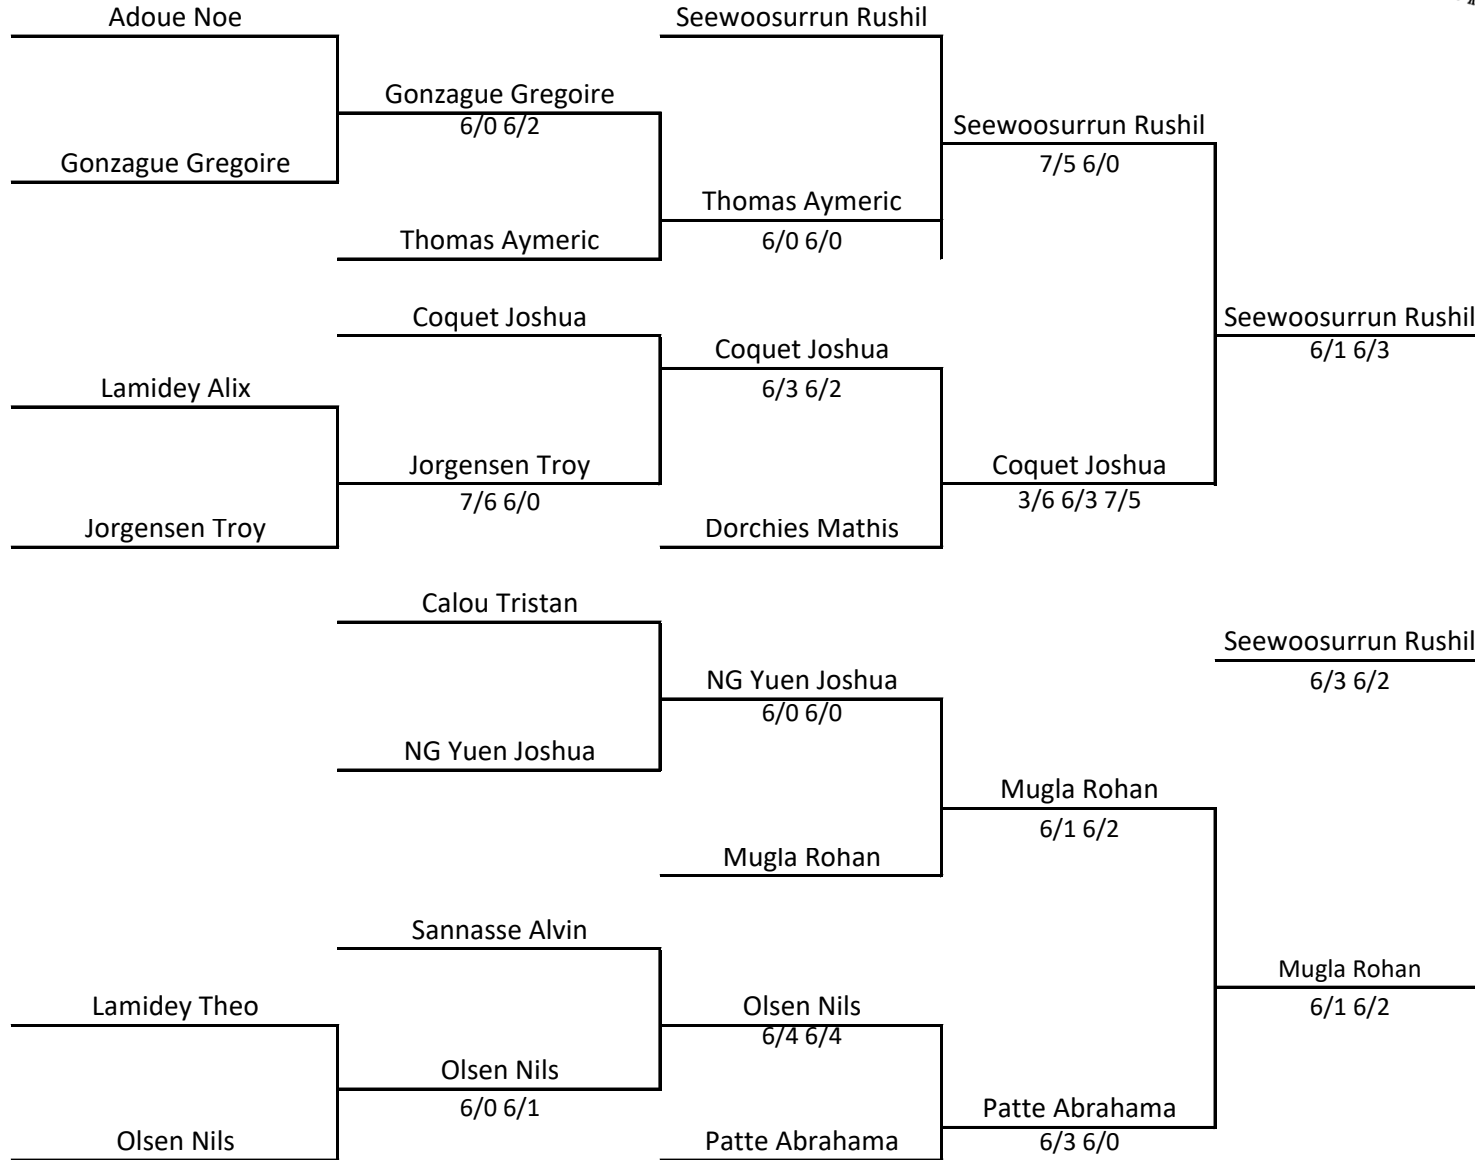 Adoue Noe
Seewoosurrun Rushil
Gonzague Gregoire
6/0 6/2
Seewoosurrun Rushil
Gonzague Gregoire
7/5 6/0
Thomas Aymeric
Thomas Aymeric
6/0 6/0
Coquet Joshua
Seewoosurrun Rushil
Coquet Joshua
6/1 6/3
Lamidey Alix
6/3 6/2
Jorgensen Troy
Coquet Joshua
7/6 6/0
3/6 6/3 7/5
Jorgensen Troy
Dorchies Mathis
Calou Tristan
Seewoosurrun Rushil
NG Yuen Joshua
6/3 6/2
6/0 6/0
NG Yuen Joshua
Mugla Rohan
6/1 6/2
Mugla Rohan
Sannasse Alvin
Mugla Rohan
Lamidey Theo
Olsen Nils
6/1 6/2
6/4 6/4
Olsen Nils
6/0 6/1
Patte Abrahama
Olsen Nils
Patte Abrahama
6/3 6/0